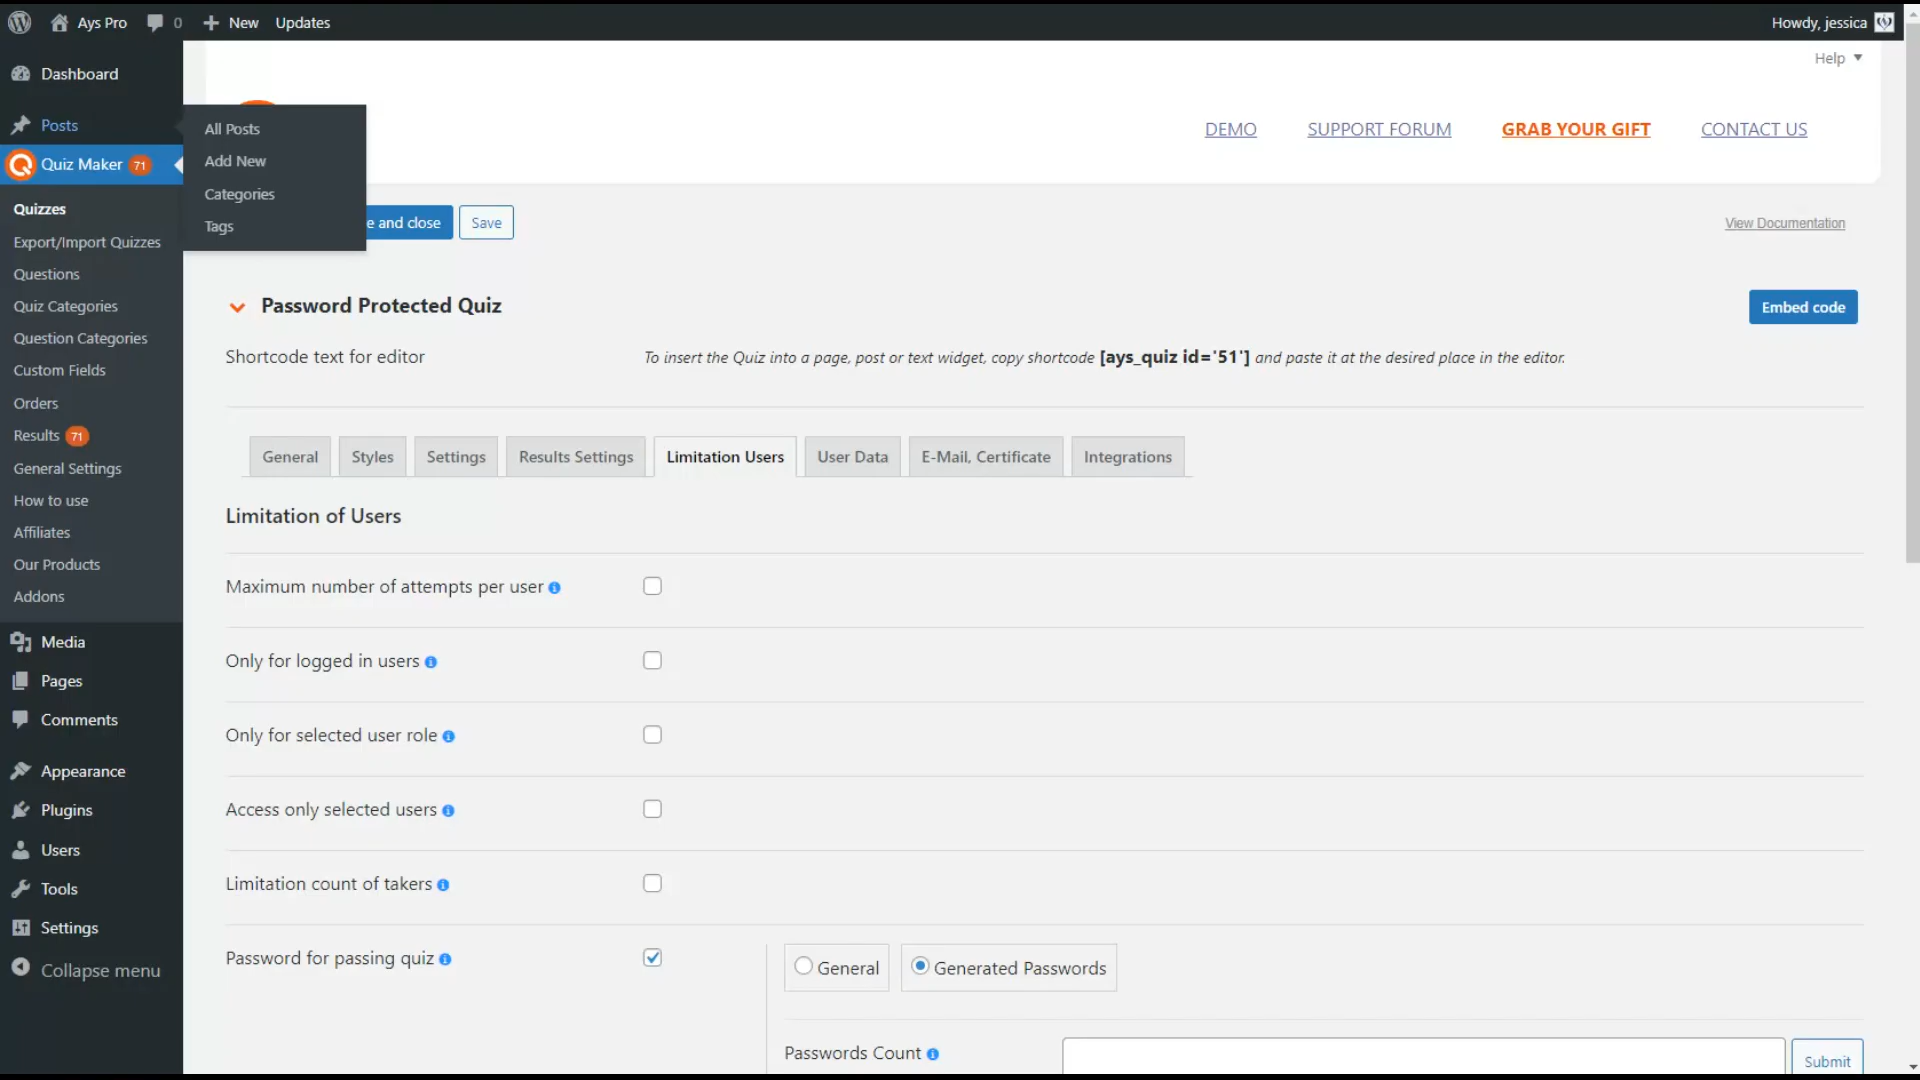 Ays Pro
0
New
Updates
Howdy, jessica
Help
Dashboard
Posts
Quiz Maker 71
Quizzes
Export/Import Quizzes
Questions
Quiz Categories
Question Categories
Custom Fields
Orders
Results 71
General Settings
How to use
Affiliates
Our Products
Addons
Media
Pages
Comments
Appearance
Plugins
Users
Tools
Settings
Collapse menu
All Posts
Add New
Categories
Tags
DEMO
SUPPORT FORUM
GRAB YOUR GIFT
CONTACT US
e and close
Save
View Documentation
Password Protected Quiz
Embed code
Shortcode text for editor
To insert the Quiz into a page, post or text widget, copy shortcode [ays_quiz id='51'] and paste it at the desired place in the editor.
General
Styles
Settings
Results Settings
Limitation Users
User Data
E-Mail, Certificate
Integrations
Limitation of Users
Maximum number of attempts per user
Only for logged in users
Only for selected user role
Access only selected users
Limitation count of takers
Password for passing quiz
General
Generated Passwords
Passwords Count
Submit